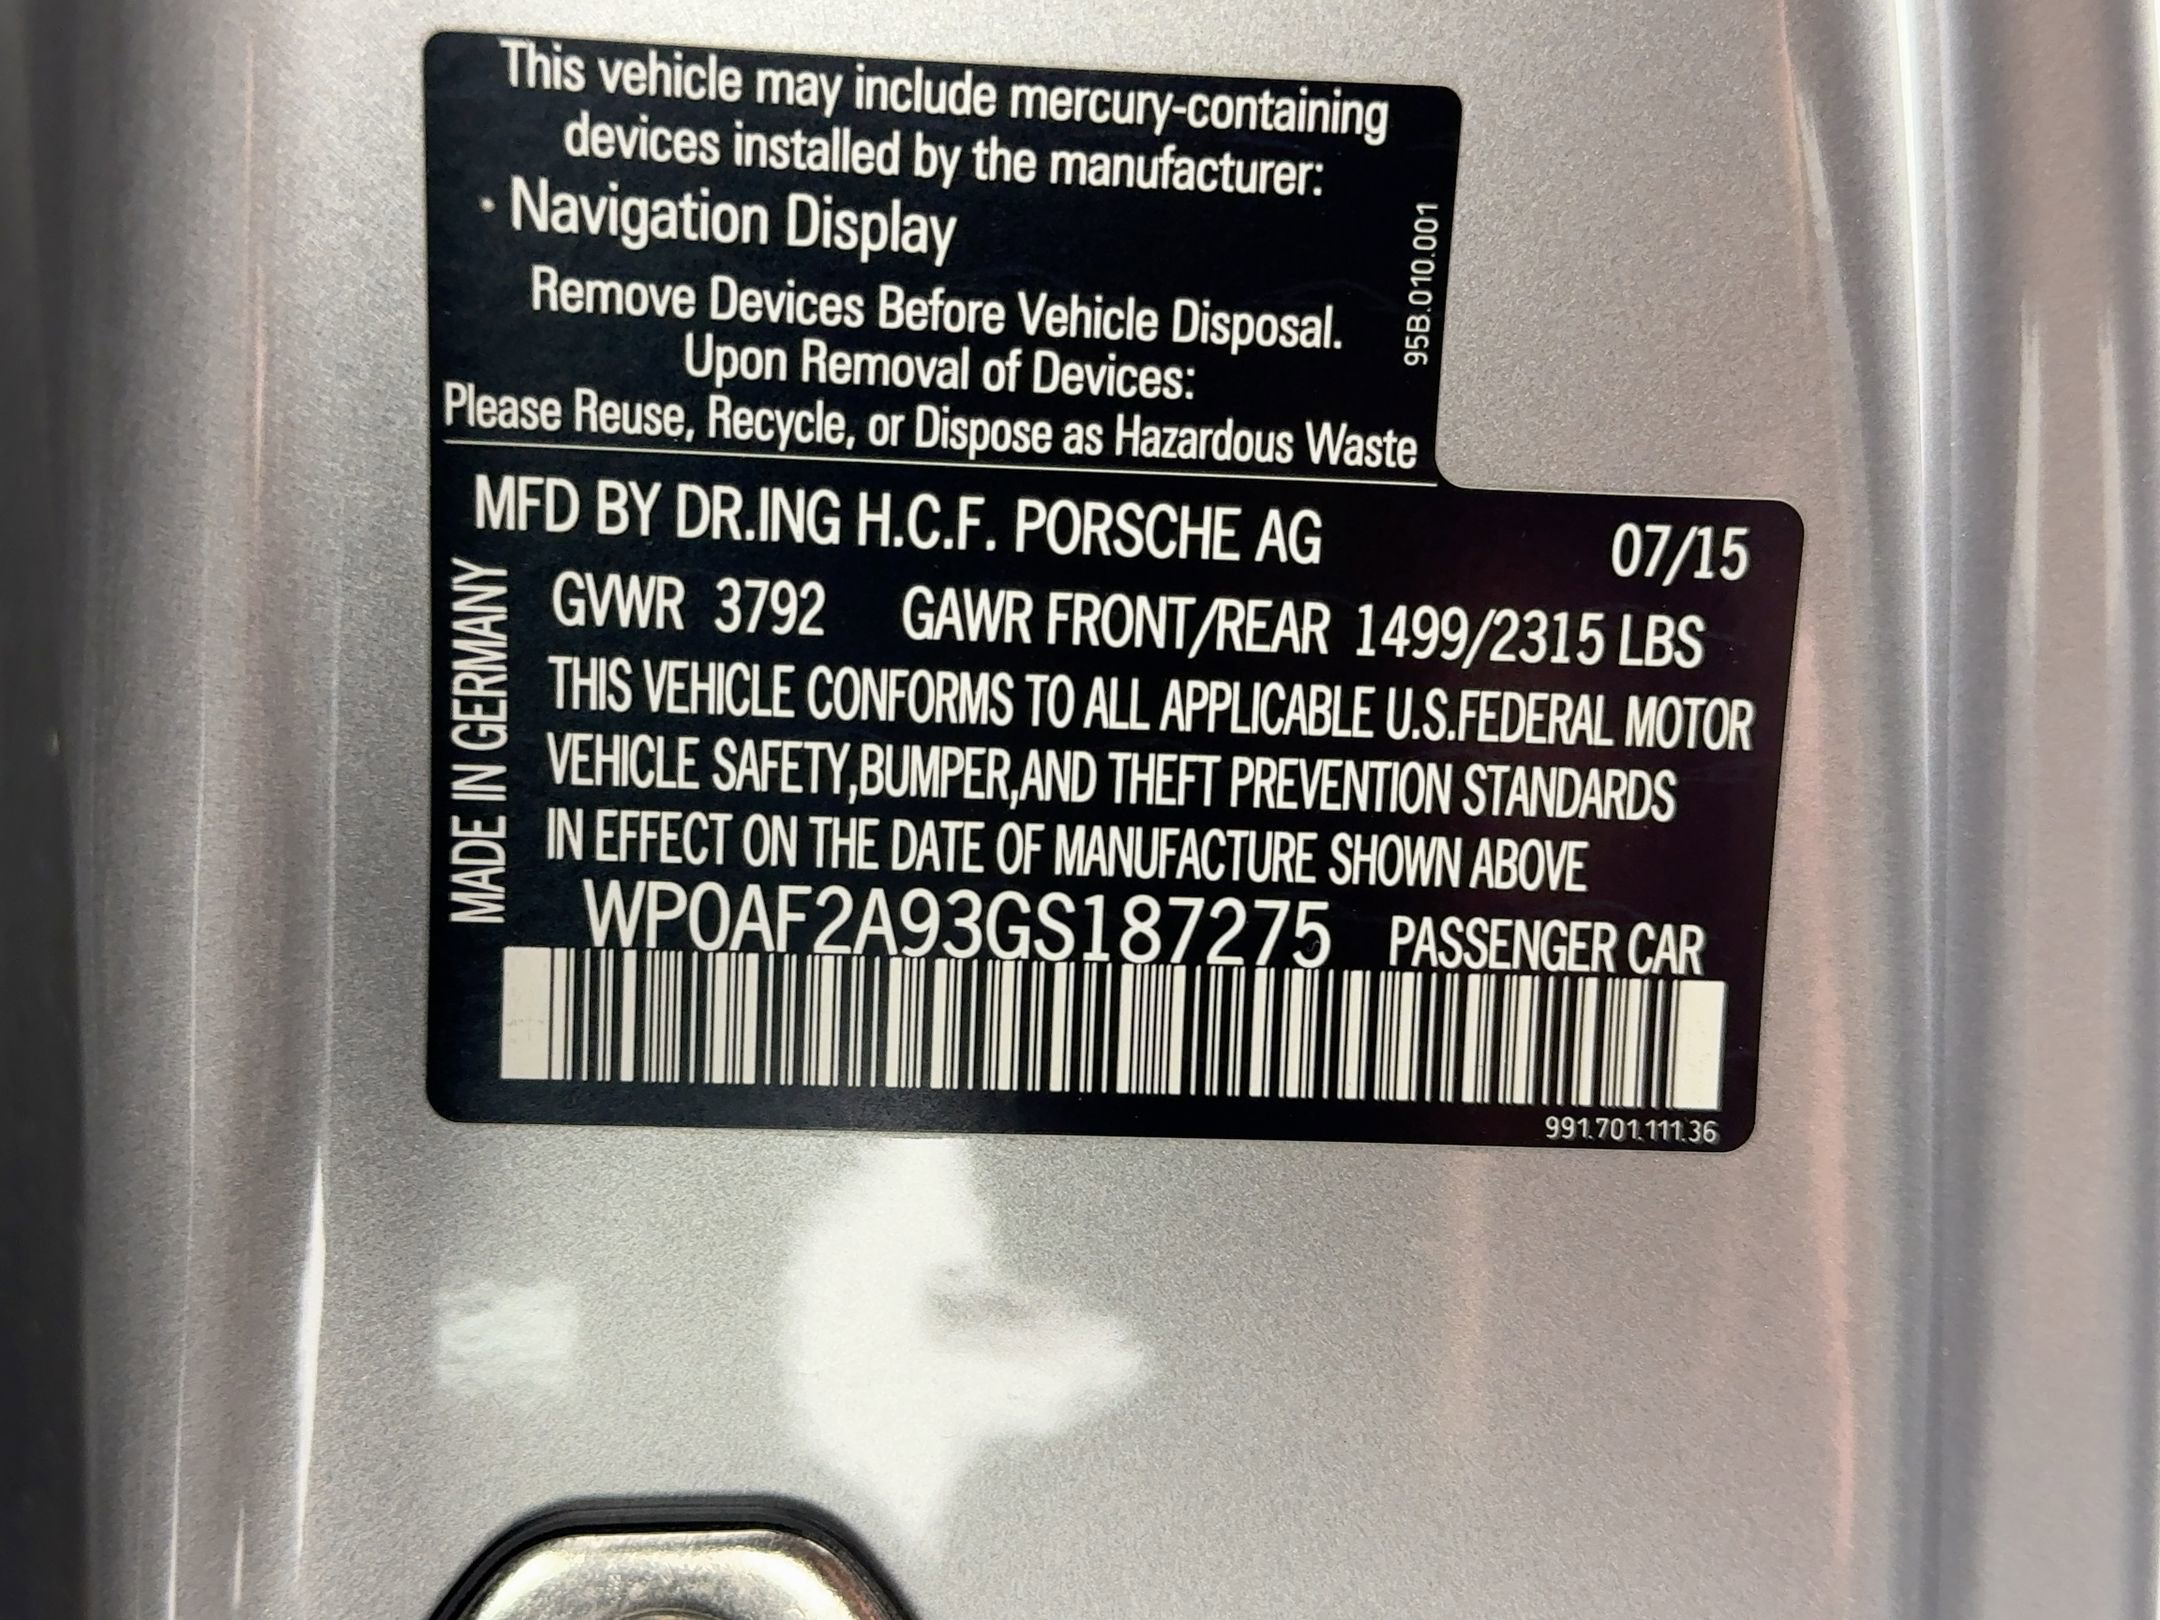 This vehicle may include mercury-containing
devices installed by the manufacturer:
· Navigation Display
Remove Devices Before Vehicle Disposal.
Upon Removal of Devices:
Please Reuse, Recycle, or Dispose as Hazardous Waste
95B.010.001
MFD BY DR.ING H.C.F. PORSCHE AG 07/15
GVWR 3792 GAWR FRONT/REAR 1499/2315 LBS
THIS VEHICLE CONFORMS TO ALL APPLICABLE U.S.FEDERAL MOTOR
VEHICLE SAFETY,BUMPER,AND THEFT PREVENTION STANDARDS
IN EFFECT ON THE DATE OF MANUFACTURE SHOWN ABOVE
WP0AF2A93GS187275 PASSENGER CAR
MADE IN GERMANY
991.701.111.36